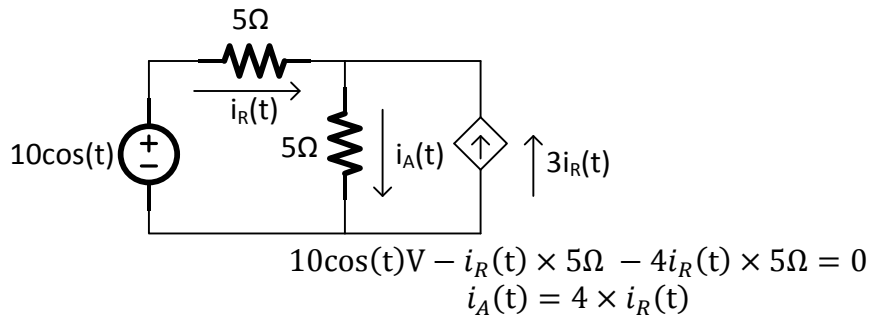 5Ω
i_R(t)
10cos(t)
+
−
5Ω
i_A(t)
3i_R(t)
10cos(t)V − i_R(t) × 5Ω − 4i_R(t) × 5Ω = 0
i_A(t) = 4 × i_R(t)